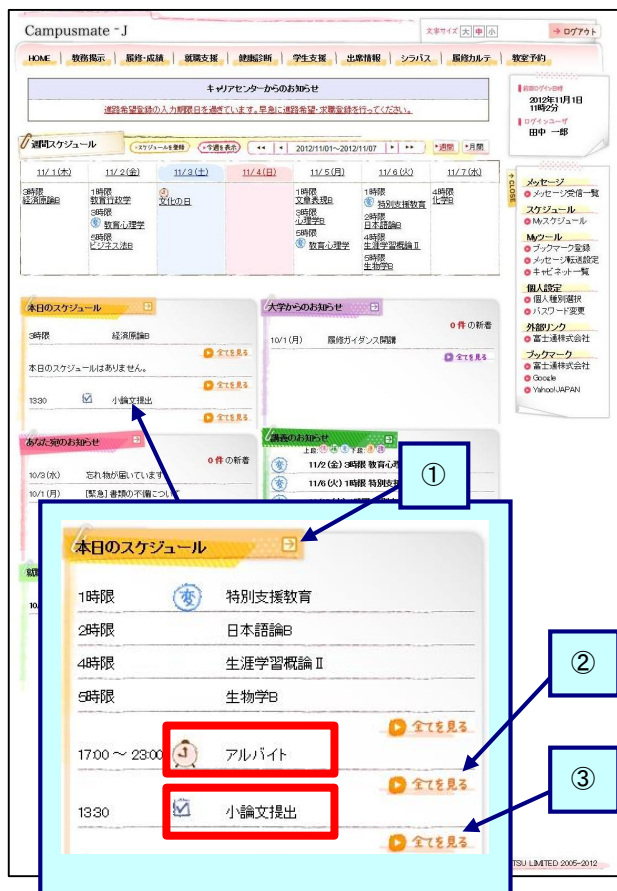 Campusmate-J
文字サイズ 大 中 小
ログアウト
HOME 教務掲示 履修・成績 就職支援 健康診断 学生支援 出席情報 シラバス 履修カルテ 教室予約
キャリアセンターからのお知らせ
進路希望登録の入力期限日を過ぎています。早急に進路希望・求職登録を行ってください。
前回ログイン日時
2012年11月1日
11時2分
ログインユーザ
田中 一郎
週間スケジュール
+スケジュールを登録 +今週を表示 2012/11/01~2012/11/07 週間 月間
11/1(木) 11/2(金) 11/3(土) 11/4(日) 11/5(月) 11/6(火) 11/7(水)
3時限
経済原論B
1時限
教育行政学
3時限
変 教育心理学
5時限
ビジネス法B
文化の日
1時限
文章表現B
3時限
心理学B
5時限
変 教育心理学
1時限
変 特別支援教育
2時限
日本語論B
4時限
生涯学習概論Ⅱ
5時限
生物学B
4時限
化学B
CLOSE
メッセージ
メッセージ受信一覧
スケジュール
Myスケジュール
Myツール
ブックマーク登録
メッセージ転送設定
キャビネット一覧
個人設定
個人種別選択
パスワード変更
外部リンク
富士通株式会社
ブックマーク
富士通株式会社
Google
Yahoo!JAPAN
本日のスケジュール
3時限 経済原論B
全てを見る
本日のスケジュールはありません。
全てを見る
13:30 小論文提出
全てを見る
大学からのお知らせ
0件の新着
10/1(月) 履修ガイダンス開講
全てを見る
あなた宛のお知らせ
0件の新着
10/3(水) 忘れ物が届いています
10/1(月) [緊急]書類の不備について
講義のお知らせ
変 11/2(金)3時限 教育心理
変 11/6(火)1時限 特別支援
①
本日のスケジュール
1時限 変 特別支援教育
2時限 日本語論B
4時限 生涯学習概論Ⅱ
5時限 生物学B
全てを見る
②
17:00 ~ 23:00 アルバイト
全てを見る
③
13:30 小論文提出
全てを見る
TSU LIMITED 2005-2012